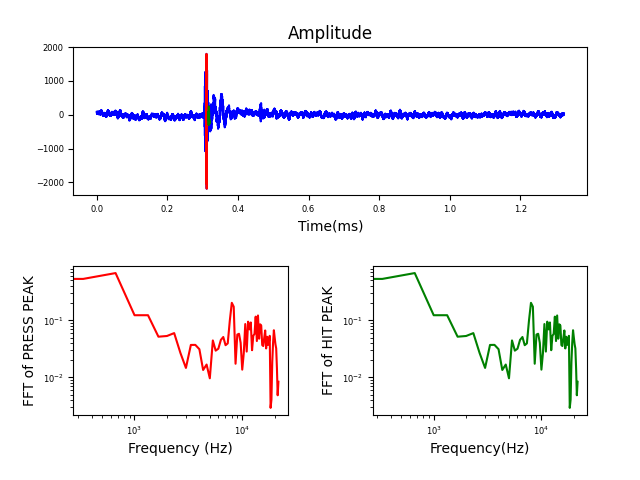 Amplitude
2000
1000
0
−1000
−2000
0.0 0.2 0.4 0.6 0.8 1.0 1.2
Time(ms)
FFT of PRESS PEAK
10⁻¹
10⁻²
10³ 10⁴
Frequency (Hz)
FFT of HIT PEAK
10⁻¹
10⁻²
10³ 10⁴
Frequency(Hz)